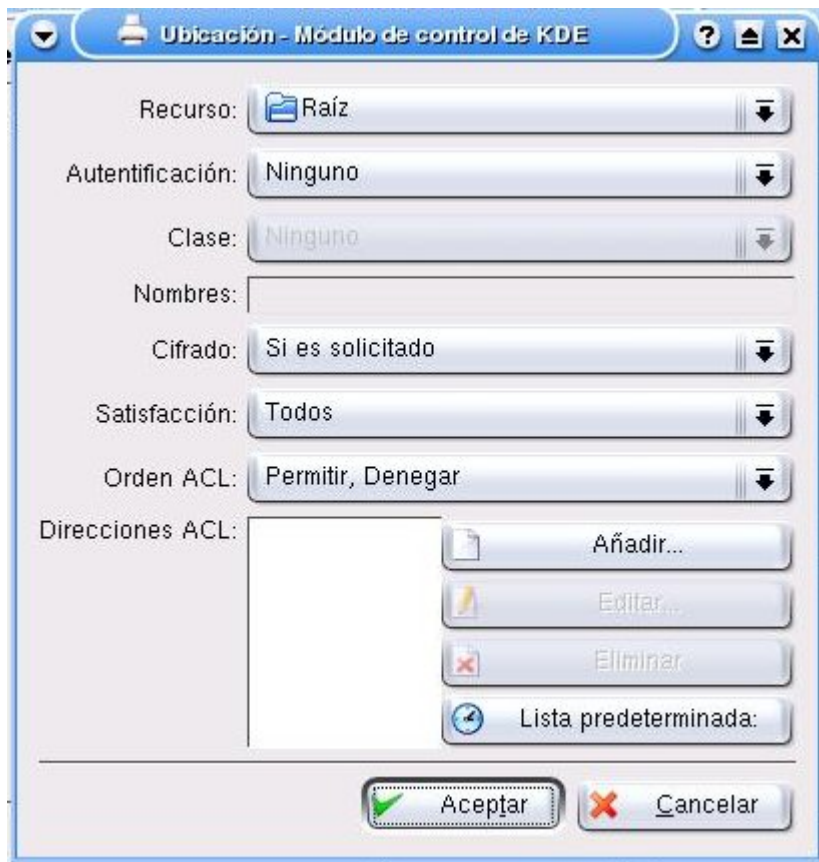 Ubicación - Módulo de control de KDE
Recurso: Raíz
Autentificación: Ninguno
Clase: Ninguno
Nombres:
Cifrado: Si es solicitado
Satisfacción: Todos
Orden ACL: Permitir, Denegar
Direcciones ACL:
Añadir...
Editar...
Eliminar
Lista predeterminada:
Aceptar
Cancelar